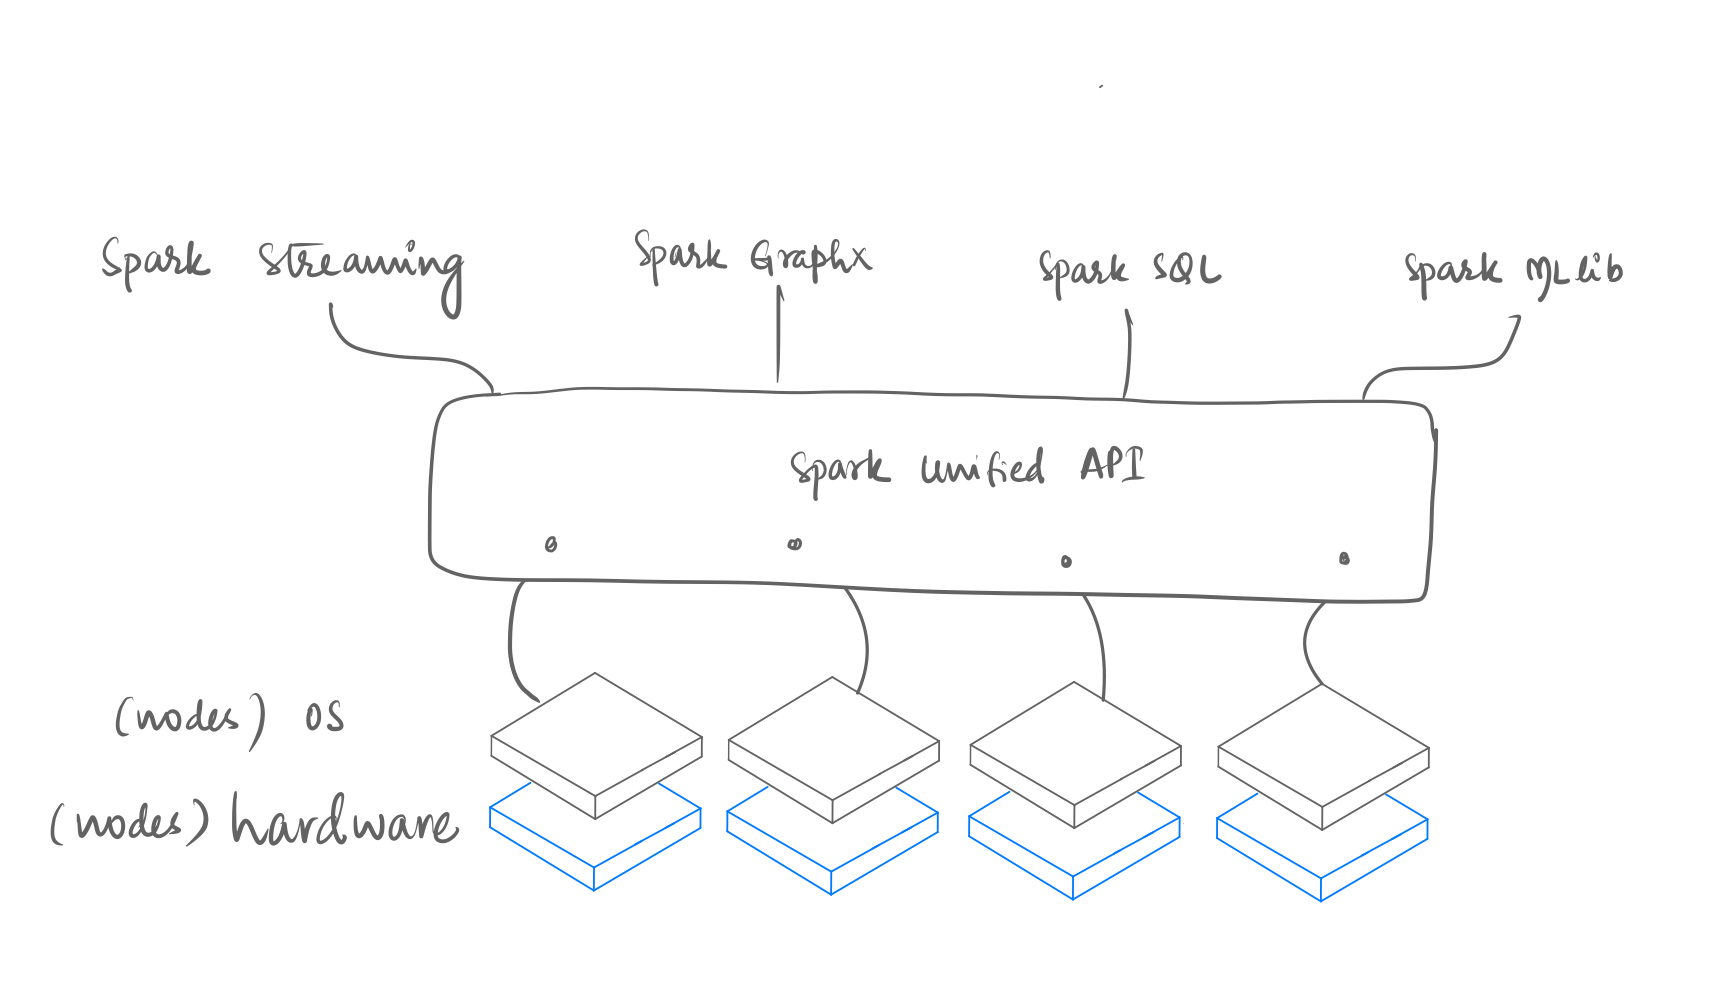 Spark Streaming
Spark GraphX
Spark SQL
Spark MLlib
Spark Unified API
(nodes) OS
(nodes) hardware